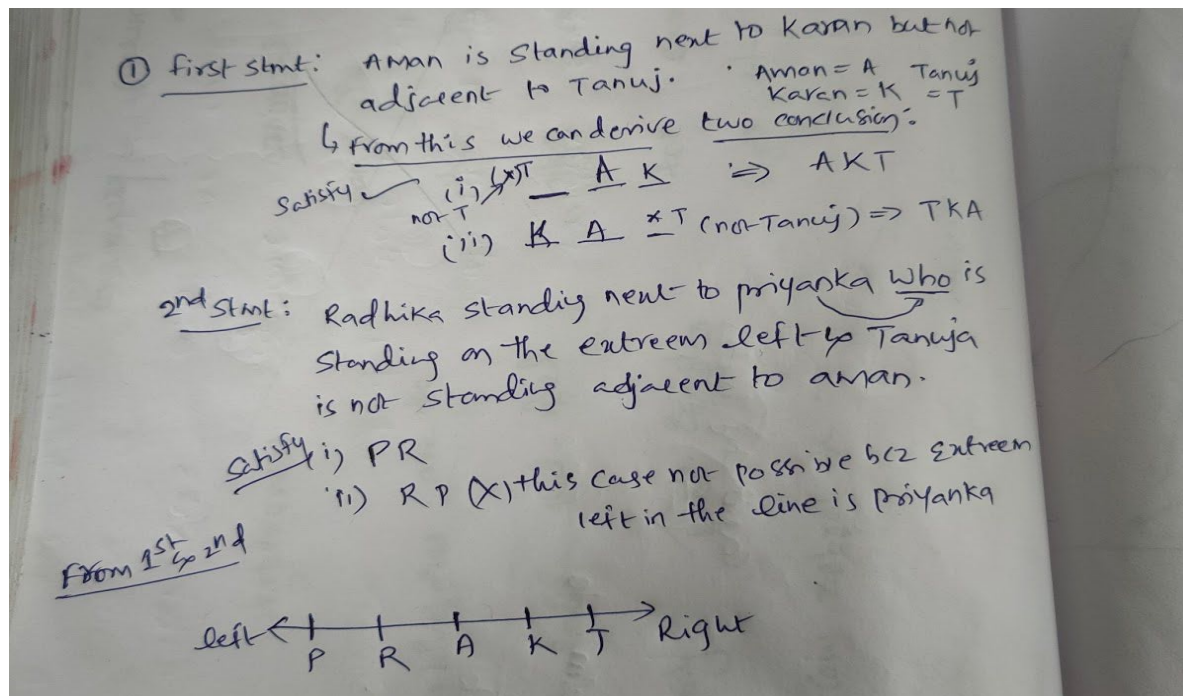 ① first stmt: Aman is standing next to Karan but not
adjacent to Tanuj. • Aman = A Tanuj
Karan = K = T
↳ From this we can derive two conclusion:
Satisfy ✓ (i) (x)T _ A K => AKT
not T
(ii) K A *T (not Tanuj) => TKA
2nd stmt: Radhika standig next to priyanka who is
standing on the extreem left & Tanuja
is not standing adjacent to aman.
Satisfy i) PR
ii) RP (X) this case not possible bcz Extreem
left in the line is Priyanka
From 1st & 2nd
left P R A K T Right